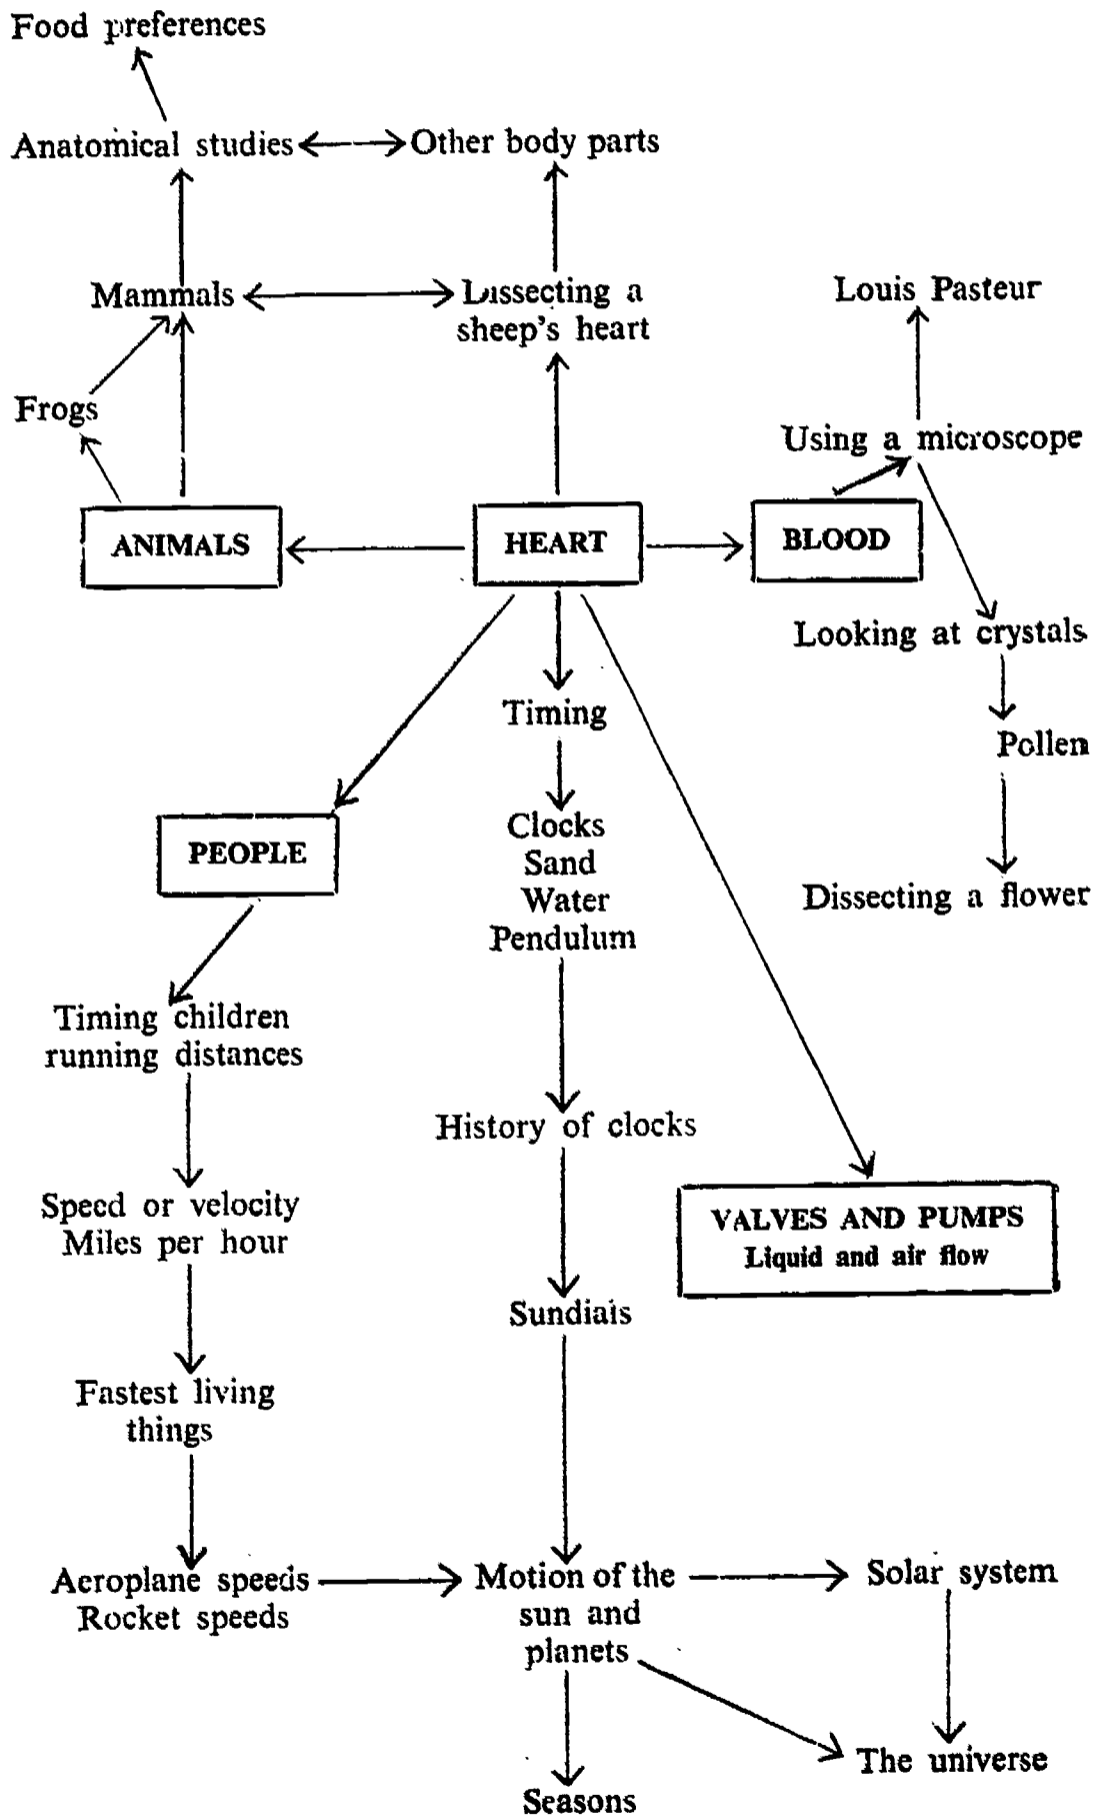 Food preferences
Anatomical studies
Other body parts
Mammals
Dissecting a
sheep's heart
Louis Pasteur
Frogs
Using a microscope
ANIMALS
HEART
BLOOD
Looking at crystals
Timing
Pollen
Clocks
Sand
Water
Pendulum
PEOPLE
Dissecting a flower
Timing children
running distances
History of clocks
Speed or velocity
Miles per hour
VALVES AND PUMPS
Liquid and air flow
Sundials
Fastest living
things
Aeroplane speeds
Rocket speeds
Motion of the
sun and
planets
Solar system
The universe
Seasons